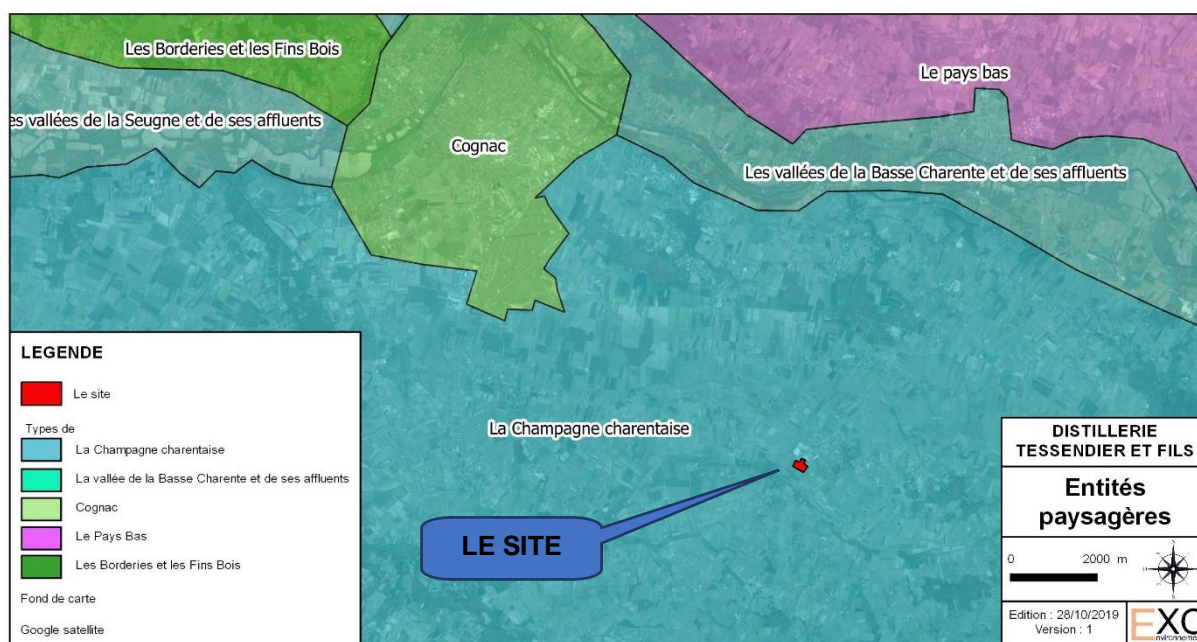 Les Borderies et les Fins Bois
Le pays bas
es vallées de la Seugne et de ses affluents
Cognac
Les vallées de la Basse Charente et de ses affluents
La Champagne charentaise
LE SITE
LEGENDE
Le site
Types de
La Champagne charentaise
La vallée de la Basse Charente et de ses affluents
Cognac
Le Pays Bas
Les Borderies et les Fins Bois
Fond de carte
Google satellite
DISTILLERIE
TESSENDIER ET FILS
Entités
paysagères
0 2000 m
Edition : 28/10/2019
Version : 1
EXO
nvironnement